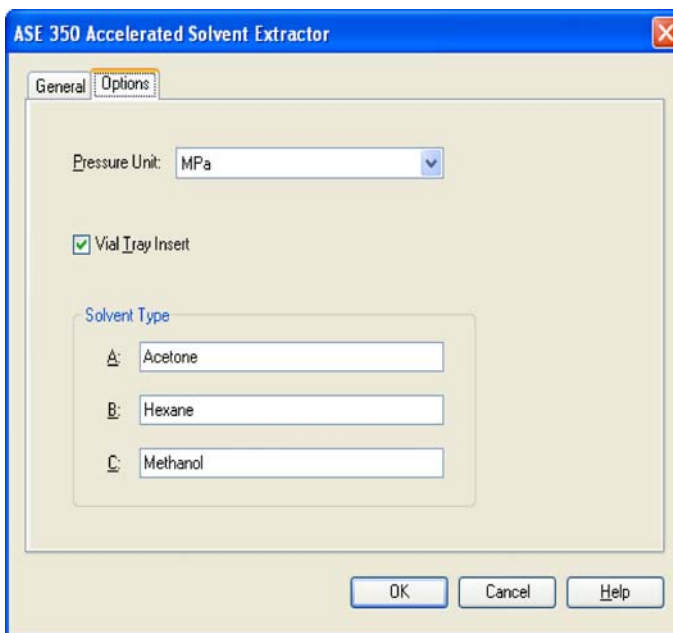 ASE 350 Accelerated Solvent Extractor
General Options
Pressure Unit: MPa
Vial Tray Insert
Solvent Type
A: Acetone
B: Hexane
C: Methanol
OK Cancel Help